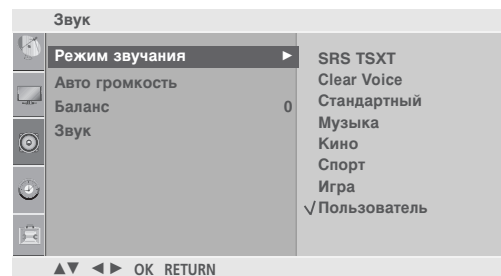 Звук
Режим звучания ►
Авто громкость
Баланс 0
Звук
SRS TSXT
Clear Voice
Стандартный
Музыка
Кино
Спорт
Игра
√Пользователь
▲▼ ◄► OK RETURN